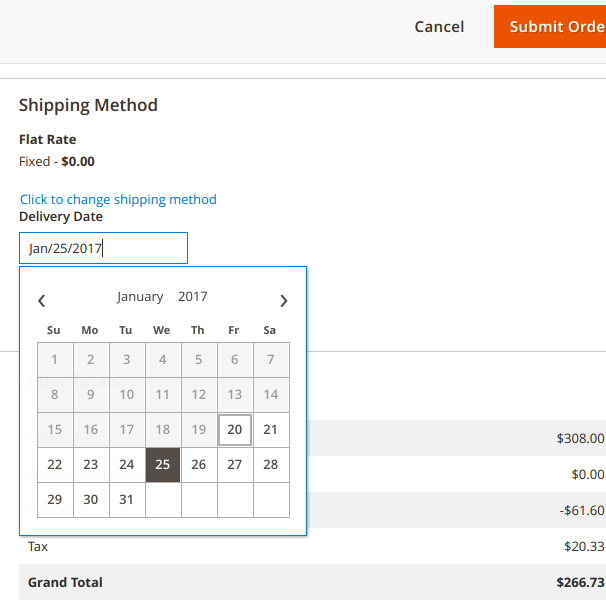 Cancel
Submit Orde
Shipping Method
Flat Rate
Fixed - $0.00
Click to change shipping method
Delivery Date
Jan/25/2017
January 2017
Su Mo Tu We Th Fr Sa
1 2 3 4 5 6 7
8 9 10 11 12 13 14
15 16 17 18 19 20 21
22 23 24 25 26 27 28
29 30 31
$308.00
$0.00
-$61.60
Tax $20.33
Grand Total $266.73